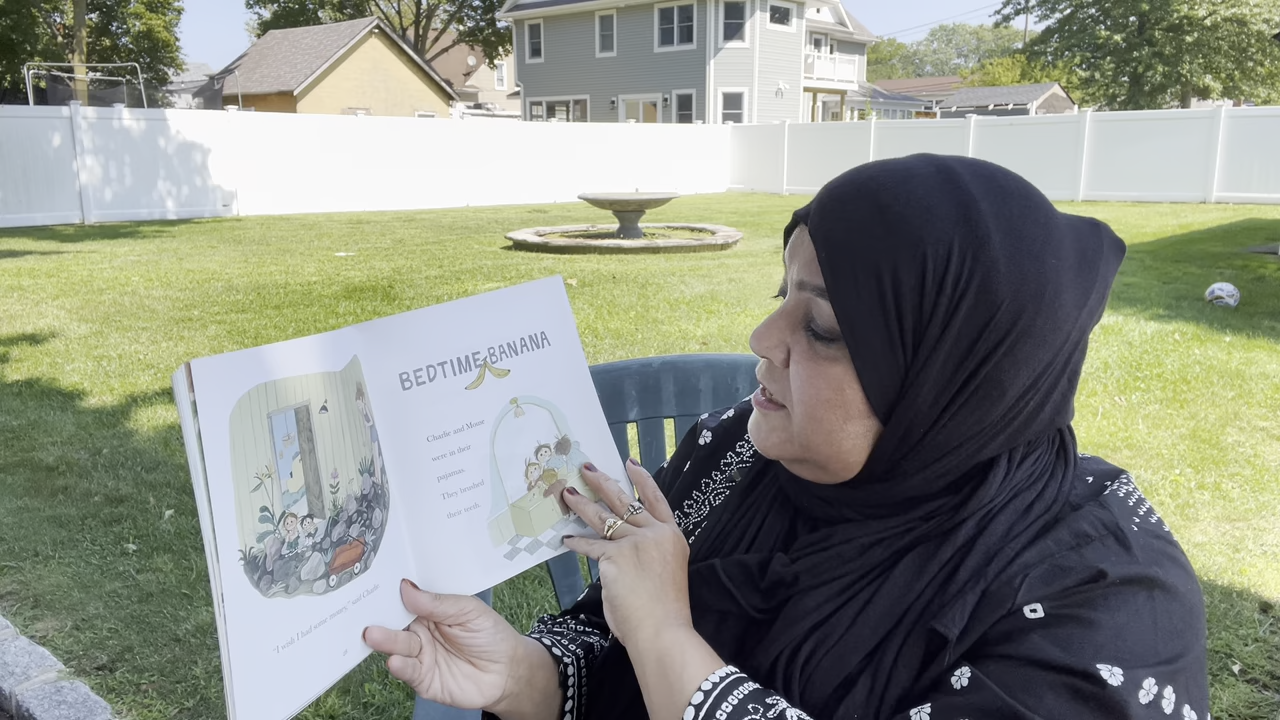 "I wish I had some money," said Charlie.
BEDTIME BANANA
Charlie and Mouse
were in their
pajamas.
They brushed
their teeth.